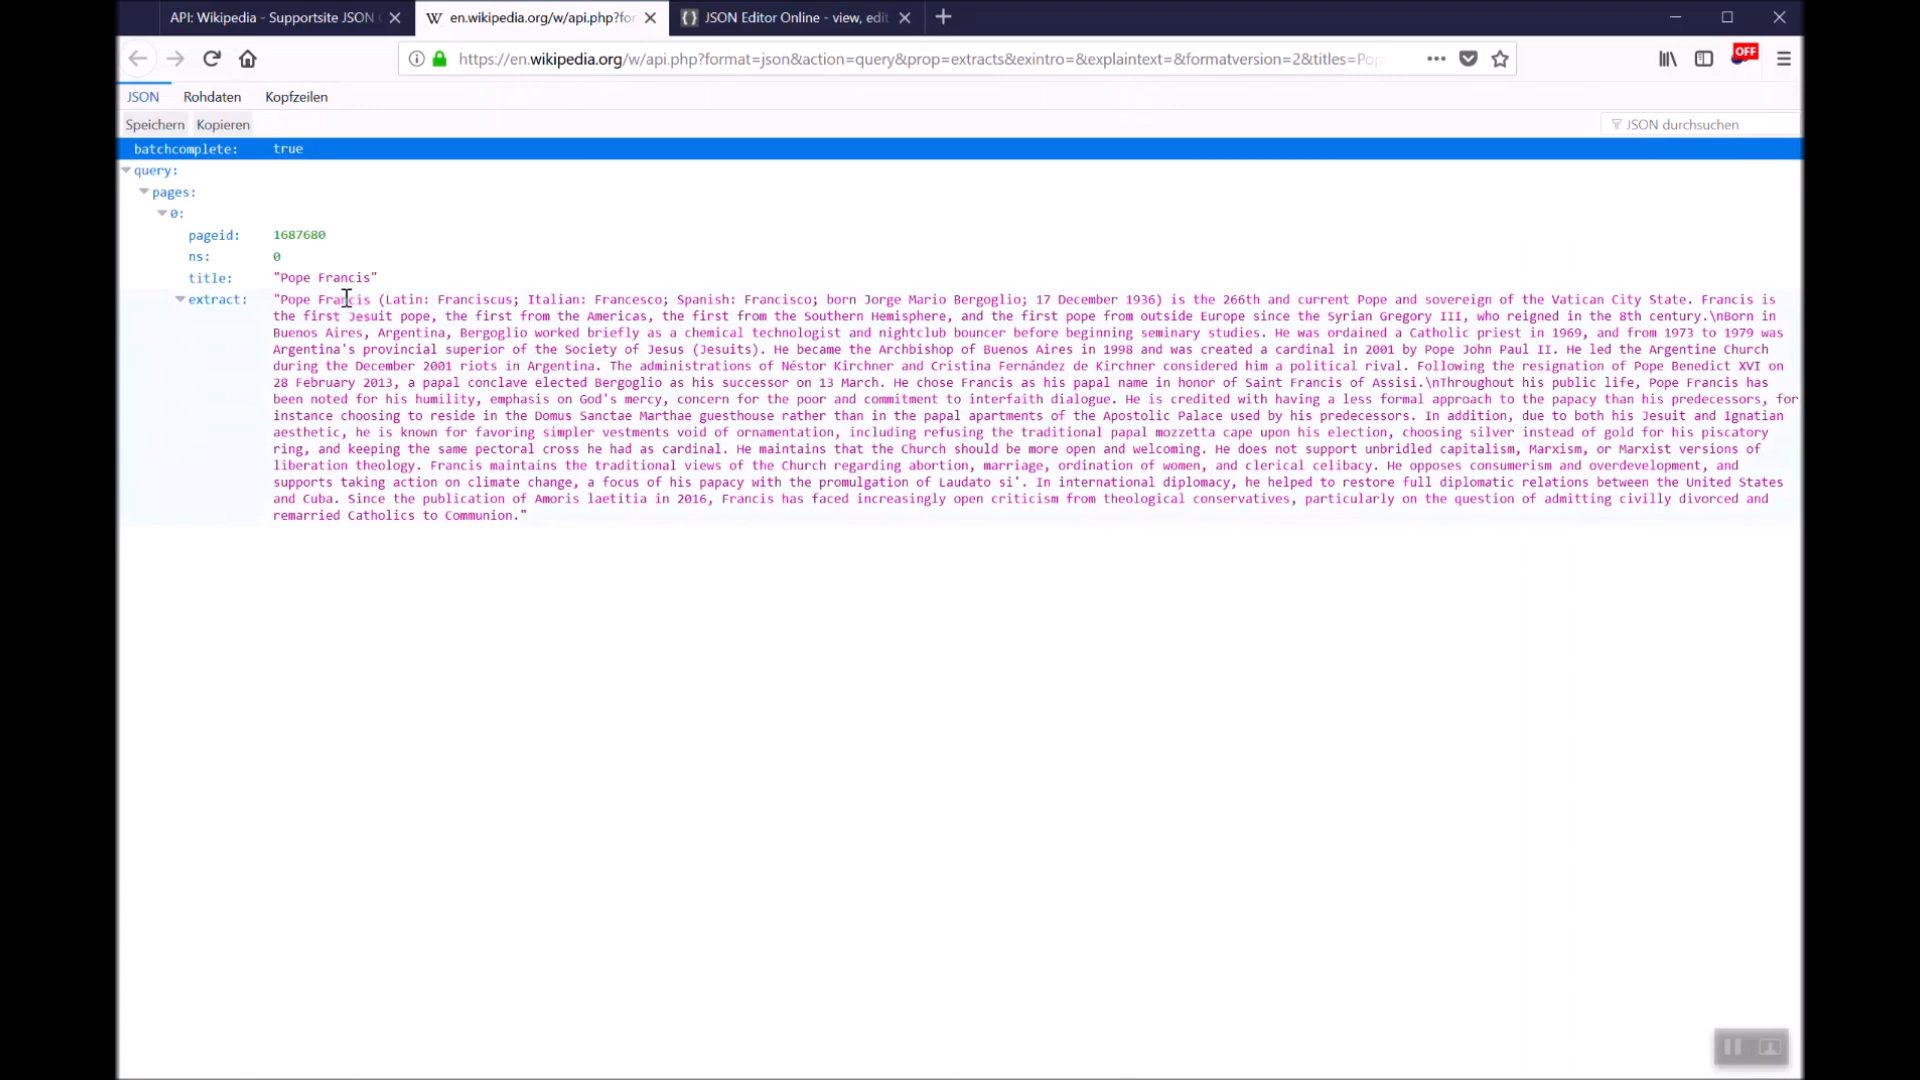 API: Wikipedia - Supportsite JSON
en.wikipedia.org/w/api.php?fo
JSON Editor Online - view, edi
https://en.wikipedia.org/w/api.php?format=json&action=query&prop=extracts&exintro=&explaintext=&formatversion=2&titles=Pop
OFF
JSON Rohdaten Kopfzeilen
Speichern Kopieren
JSON durchsuchen
batchcomplete: true
query:
pages:
0:
pageid: 1687680
ns: 0
title: "Pope Francis"
extract: "Pope Francis (Latin: Franciscus; Italian: Francesco; Spanish: Francisco; born Jorge Mario Bergoglio; 17 December 1936) is the 266th and current Pope and sovereign of the Vatican City State. Francis is
the first Jesuit pope, the first from the Americas, the first from the Southern Hemisphere, and the first pope from outside Europe since the Syrian Gregory III, who reigned in the 8th century.\nBorn in
Buenos Aires, Argentina, Bergoglio worked briefly as a chemical technologist and nightclub bouncer before beginning seminary studies. He was ordained a Catholic priest in 1969, and from 1973 to 1979 was
Argentina's provincial superior of the Society of Jesus (Jesuits). He became the Archbishop of Buenos Aires in 1998 and was created a cardinal in 2001 by Pope John Paul II. He led the Argentine Church
during the December 2001 riots in Argentina. The administrations of Néstor Kirchner and Cristina Fernández de Kirchner considered him a political rival. Following the resignation of Pope Benedict XVI on
28 February 2013, a papal conclave elected Bergoglio as his successor on 13 March. He chose Francis as his papal name in honor of Saint Francis of Assisi.\nThroughout his public life, Pope Francis has
been noted for his humility, emphasis on God's mercy, concern for the poor and commitment to interfaith dialogue. He is credited with having a less formal approach to the papacy than his predecessors, for
instance choosing to reside in the Domus Sanctae Marthae guesthouse rather than in the papal apartments of the Apostolic Palace used by his predecessors. In addition, due to both his Jesuit and Ignatian
aesthetic, he is known for favoring simpler vestments void of ornamentation, including refusing the traditional papal mozzetta cape upon his election, choosing silver instead of gold for his piscatory
ring, and keeping the same pectoral cross he had as cardinal. He maintains that the Church should be more open and welcoming. He does not support unbridled capitalism, Marxism, or Marxist versions of
liberation theology. Francis maintains the traditional views of the Church regarding abortion, marriage, ordination of women, and clerical celibacy. He opposes consumerism and overdevelopment, and
supports taking action on climate change, a focus of his papacy with the promulgation of Laudato si'. In international diplomacy, he helped to restore full diplomatic relations between the United States
and Cuba. Since the publication of Amoris laetitia in 2016, Francis has faced increasingly open criticism from theological conservatives, particularly on the question of admitting civilly divorced and
remarried Catholics to Communion."